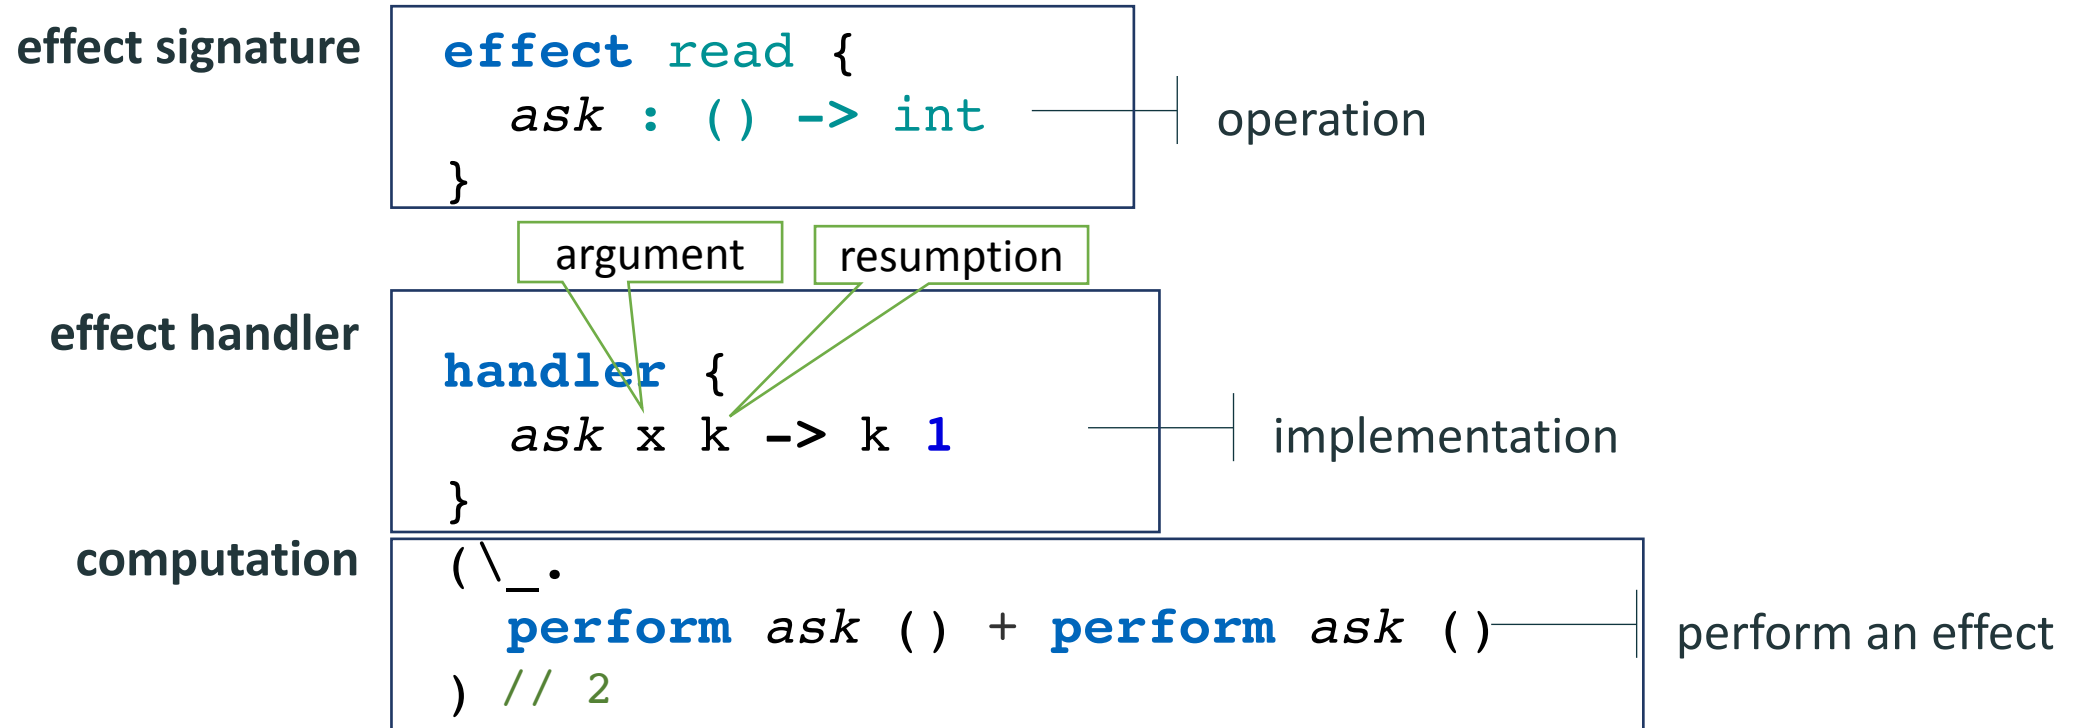 effect signature
effect read {
ask : () -> int
}
operation
argument
resumption
effect handler
handler {
ask x k -> k 1
}
implementation
computation
(\_.
perform ask () + perform ask ()
) // 2
perform an effect